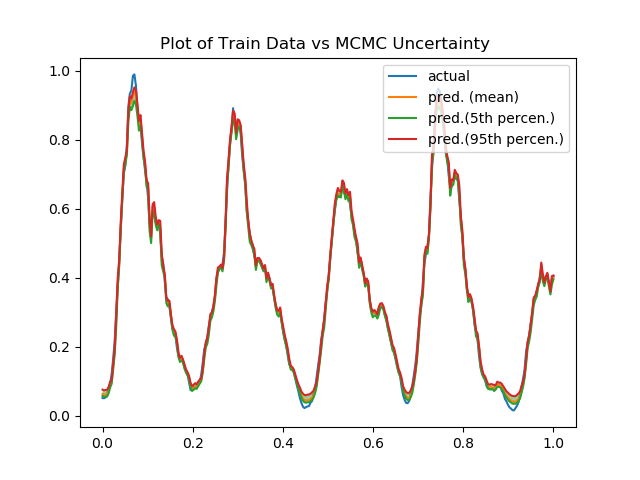 Plot of Train Data vs MCMC Uncertainty
actual
pred. (mean)
pred.(5th percen.)
pred.(95th percen.)
1.0
0.8
0.6
0.4
0.2
0.0
0.0 0.2 0.4 0.6 0.8 1.0